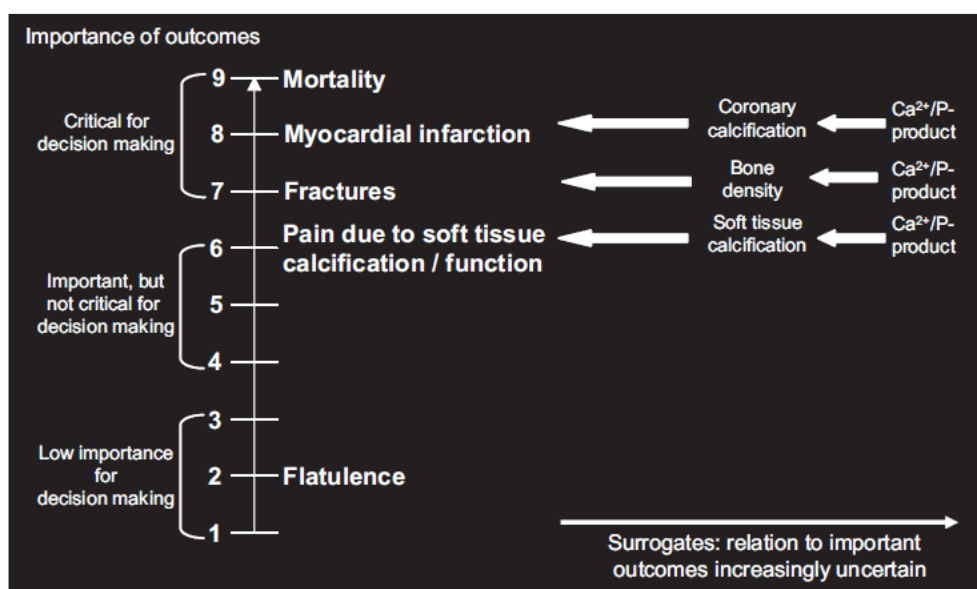 Importance of outcomes
9
Mortality
Critical for
decision making
8
Myocardial infarction
Coronary
calcification
Ca²⁺/P-
product
7
Fractures
Bone
density
Ca²⁺/P-
product
6
Pain due to soft tissue
calcification / function
Soft tissue
calcification
Ca²⁺/P-
product
Important, but
not critical for
decision making
5
4
3
Low importance
for
decision making
2
Flatulence
1
Surrogates: relation to important
outcomes increasingly uncertain